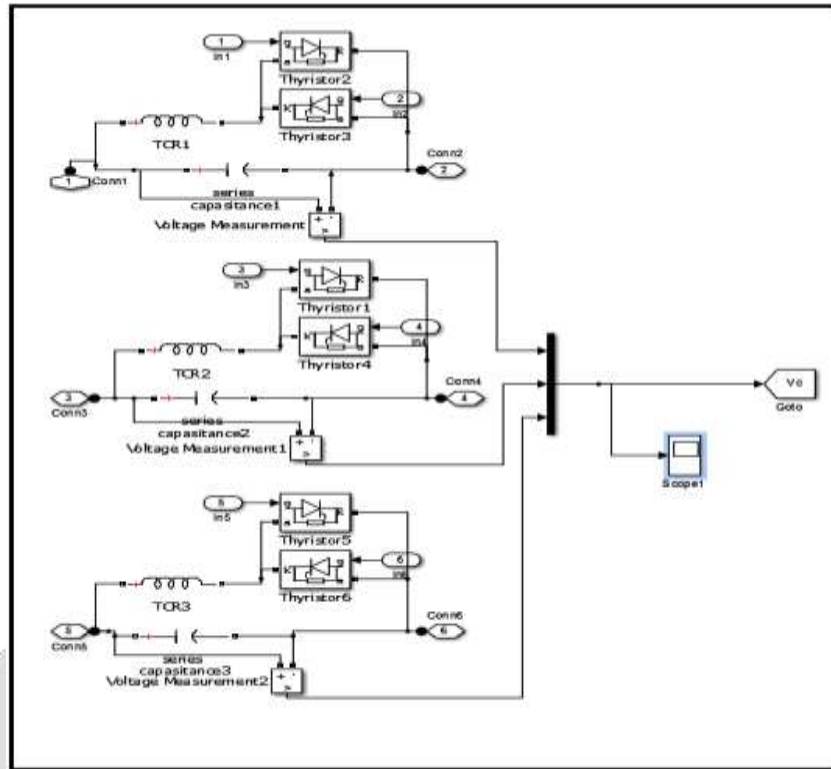 1
In1
g
a
k
Thyristor2
k
g
a
2
In2
Thyristor3
TCR1
Conn2
2
1
Conn1
series
capasitance1
+ -
v
Voltage Measurement
3
In3
g
a
k
Thyristor1
k
g
a
4
In4
Thyristor4
TCR2
Conn4
4
3
Conn3
series
capasitance2
+ -
v
Voltage Measurement1
Vc
Goto
Scope1
5
In5
g
a
k
Thyristor5
k
g
a
6
In6
Thyristor6
TCR3
Conn6
6
5
Conn5
series
capasitance3
+ -
v
Voltage Measurement2